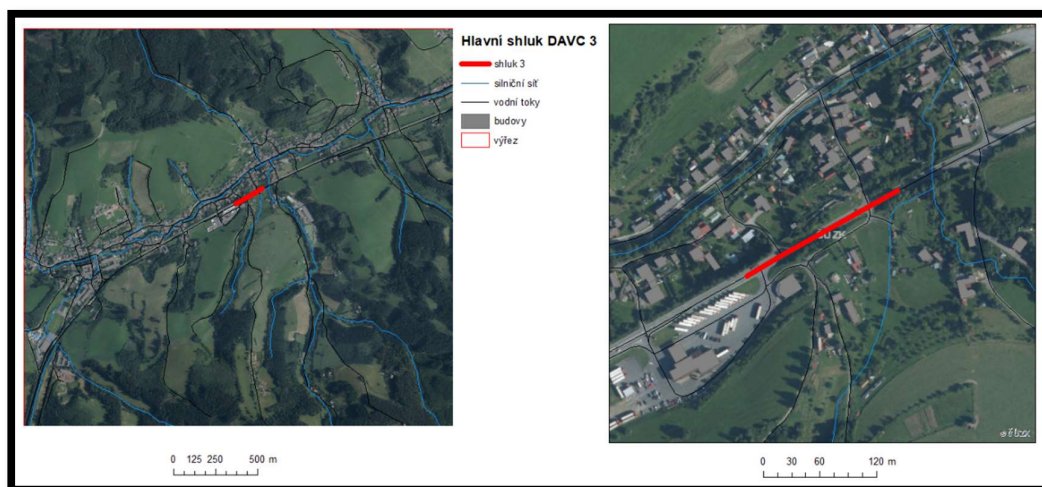 Hlavní shluk DAVC 3
shluk 3
silniční síť
vodní toky
budovy
výřez
0 125 250 500 m
ČÚZK
0 30 60 120 m